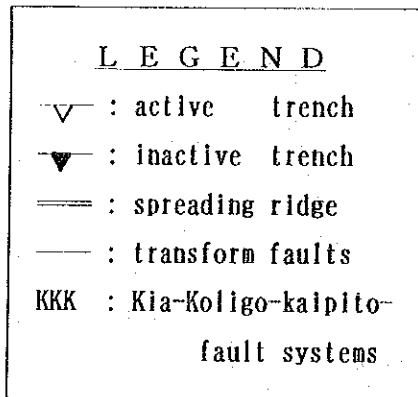 L E G E N D
: active trench
: inactive trench
: spreading ridge
: transform faults
KKK : Kia-Koligo-kaipito-
fault systems